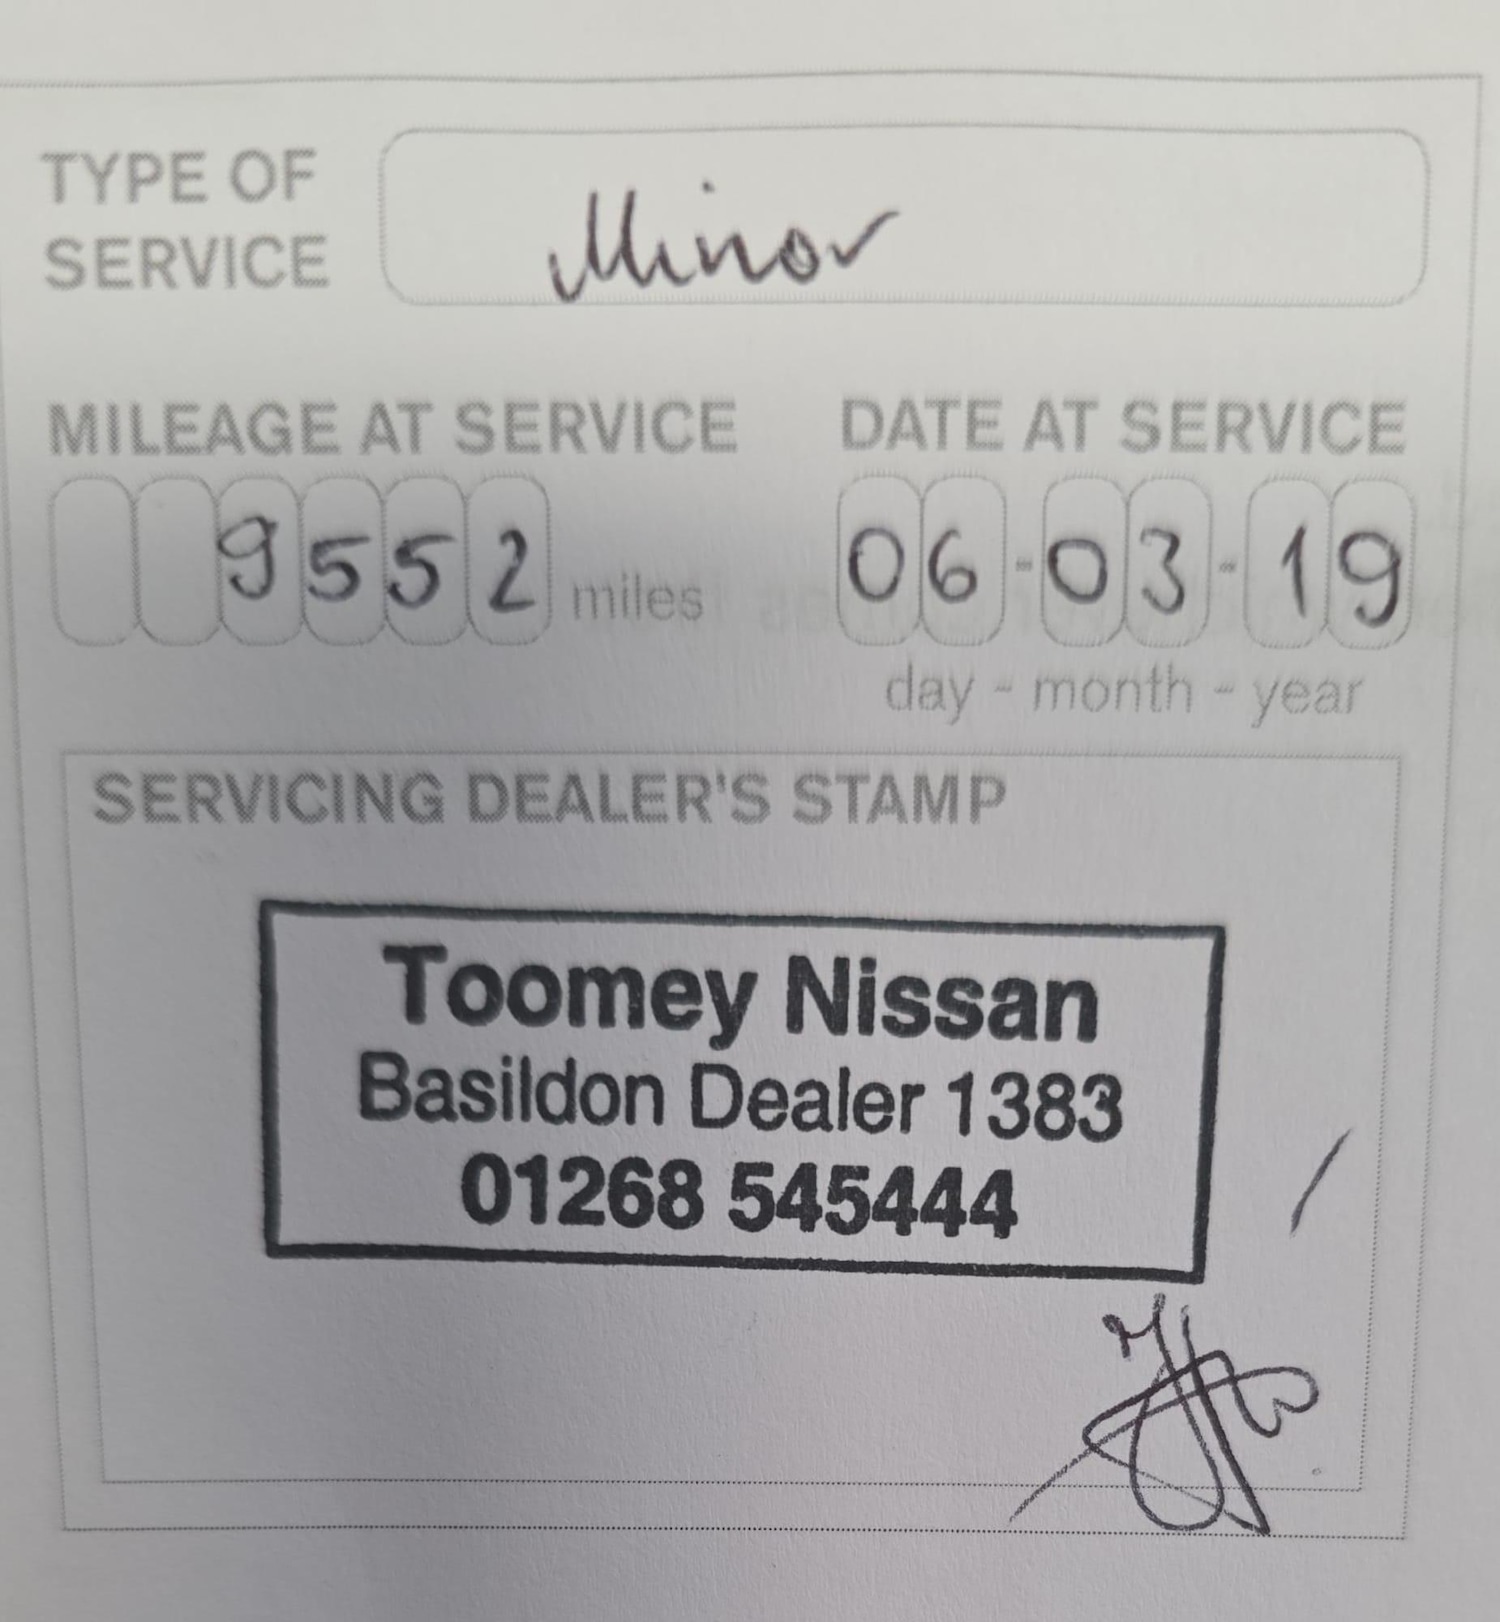 TYPE OF
SERVICE
Minor
MILEAGE AT SERVICE
9552 miles
DATE AT SERVICE
06-03-19
day - month - year
SERVICING DEALER'S STAMP
Toomey Nissan
Basildon Dealer 1383
01268 545444